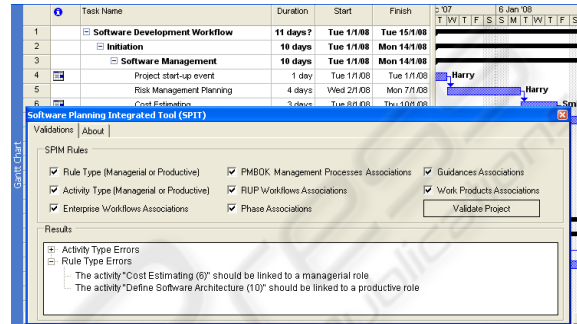 Task Name Duration Start Finish '07 6 Jan '08
T W T F S S M T W T F S
1 Software Development Workflow 11 days? Tue 1/1/08 Tue 15/1/08
2 Initiation 10 days Tue 1/1/08 Mon 14/1/08
3 Software Management 10 days Tue 1/1/08 Mon 14/1/08
4 Project start-up event 1 day Tue 1/1/08 Tue 1/1/08 Harry
5 Risk Management Planning 4 days Wed 2/1/08 Mon 7/1/08 Harry
6 Cost Estimating 3 days Tue 8/1/08 Thu 10/1/08
Software Planning Integrated Tool (SPIT)
Validations About
Gantt Chart
SPIM Rules
Rule Type (Managerial or Productive) PMBOK Management Processes Associations Guidances Associations
Activity Type (Managerial or Productive) RUP Workflows Associations Work Products Associations
Enterprise Workflows Associations Phase Associations Validate Project
Results
Activity Type Errors
Rule Type Errors
The activity "Cost Estimating (6)" should be linked to a managerial role
The activity "Define Software Architecture (10)" should be linked to a productive role